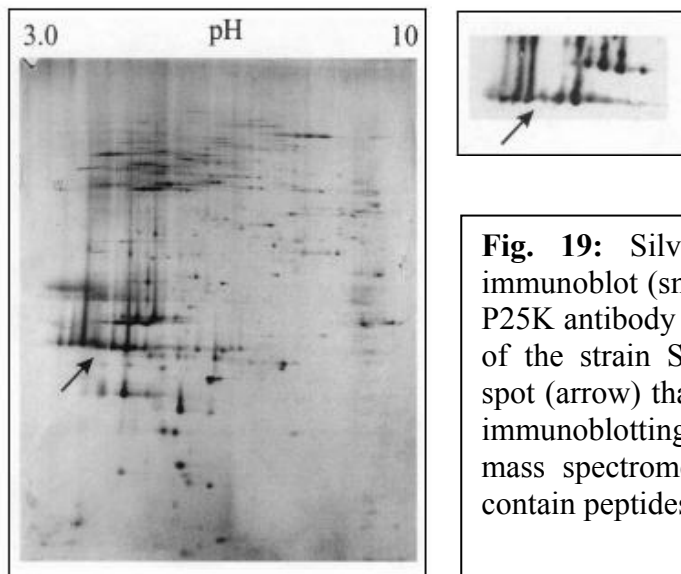 3.0 pH 10
Fig. 19: Silv
immunoblot (sn
P25K antibody
of the strain S
spot (arrow) tha
immunoblotting
mass spectrome
contain peptides